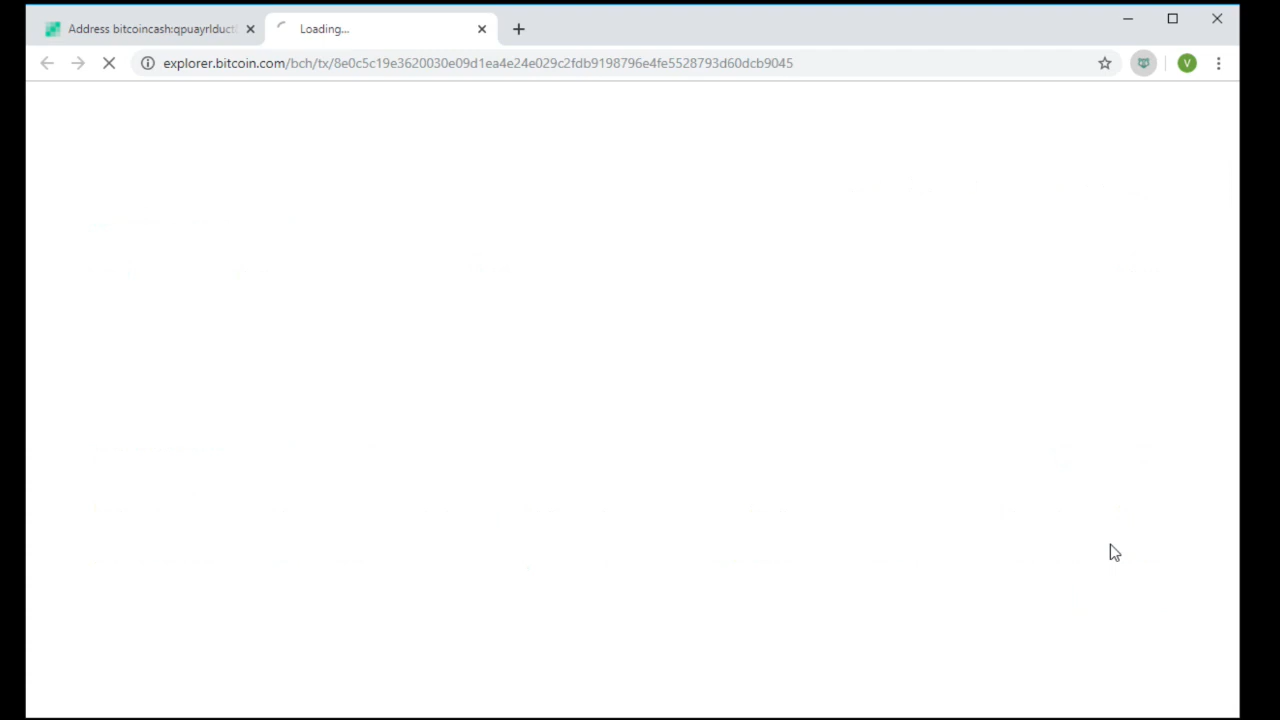 Address bitcoincash:qpuayrlduct
Loading...
explorer.bitcoin.com/bch/tx/8e0c5c19e3620030e09d1ea4e24e029c2fdb9198796e4fe5528793d60dcb9045
V